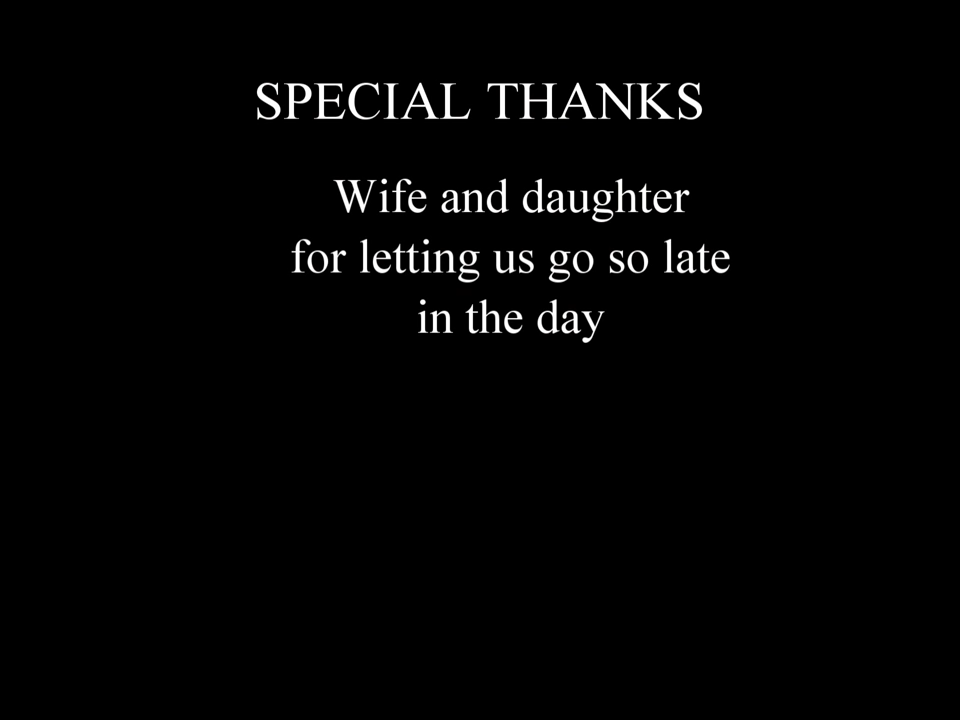 SPECIAL THANKS
Wife and daughter
for letting us go so late
in the day